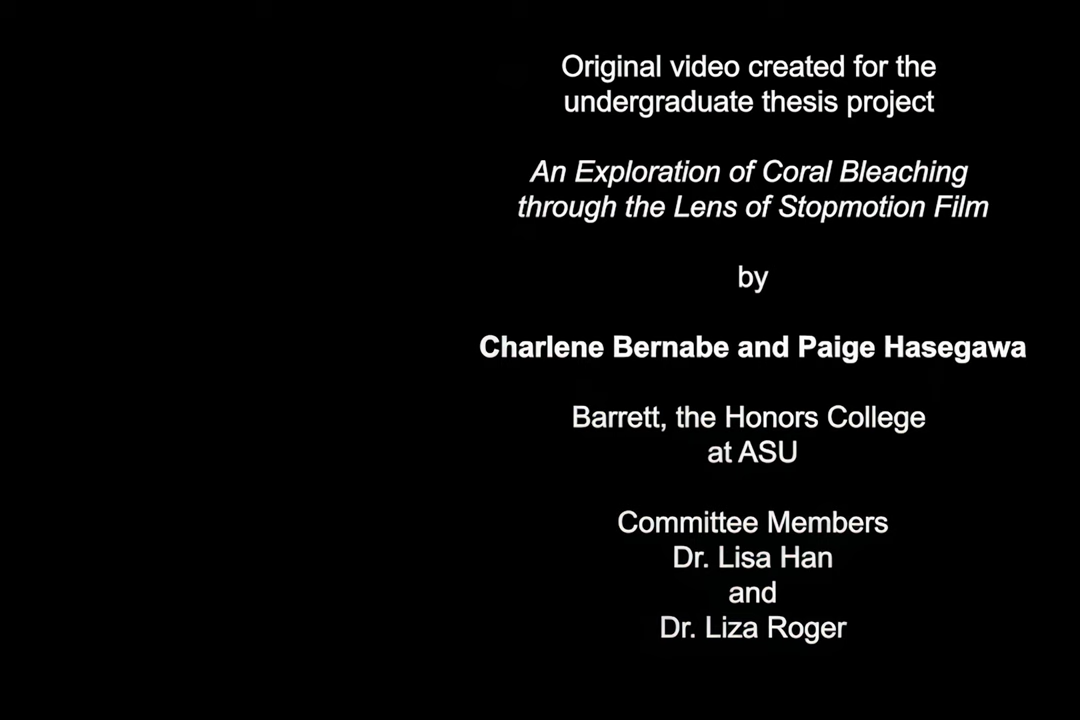 Original video created for the
undergraduate thesis project
An Exploration of Coral Bleaching
through the Lens of Stopmotion Film
by
Charlene Bernabe and Paige Hasegawa
Barrett, the Honors College
at ASU
Committee Members
Dr. Lisa Han
and
Dr. Liza Roger